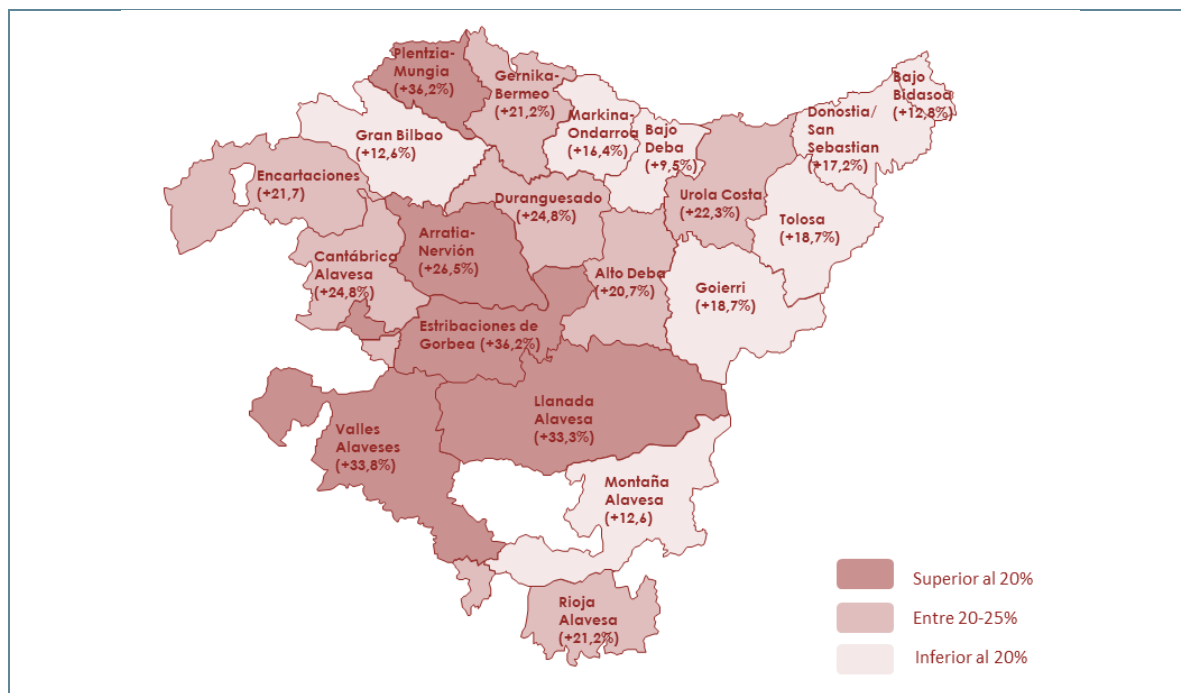 Plentzia-
Mungia
(+36,2%)
Gernika-
Bermeo
(+21,2%)
Markina-
Ondarroa
(+16,4%)
Bajo
Deba
(+9,5%)
Bajo
Bidasoa
(+12,8%)
Donostia/
San
Sebastian
(+17,2%)
Gran Bilbao
(+12,6%)
Encartaciones
(+21,7)
Duranguesado
(+24,8%)
Urola Costa
(+22,3%)
Tolosa
(+18,7%)
Arratia-
Nervión
(+26,5%)
Cantábrica
Alavesa
(+24,8%)
Alto Deba
(+20,7%)
Goierri
(+18,7%)
Estribaciones de
Gorbea (+36,2%)
Llanada
Alavesa
(+33,3%)
Valles
Alaveses
(+33,8%)
Montaña
Alavesa
(+12,6)
Rioja
Alavesa
(+21,2%)
Superior al 20%
Entre 20-25%
Inferior al 20%